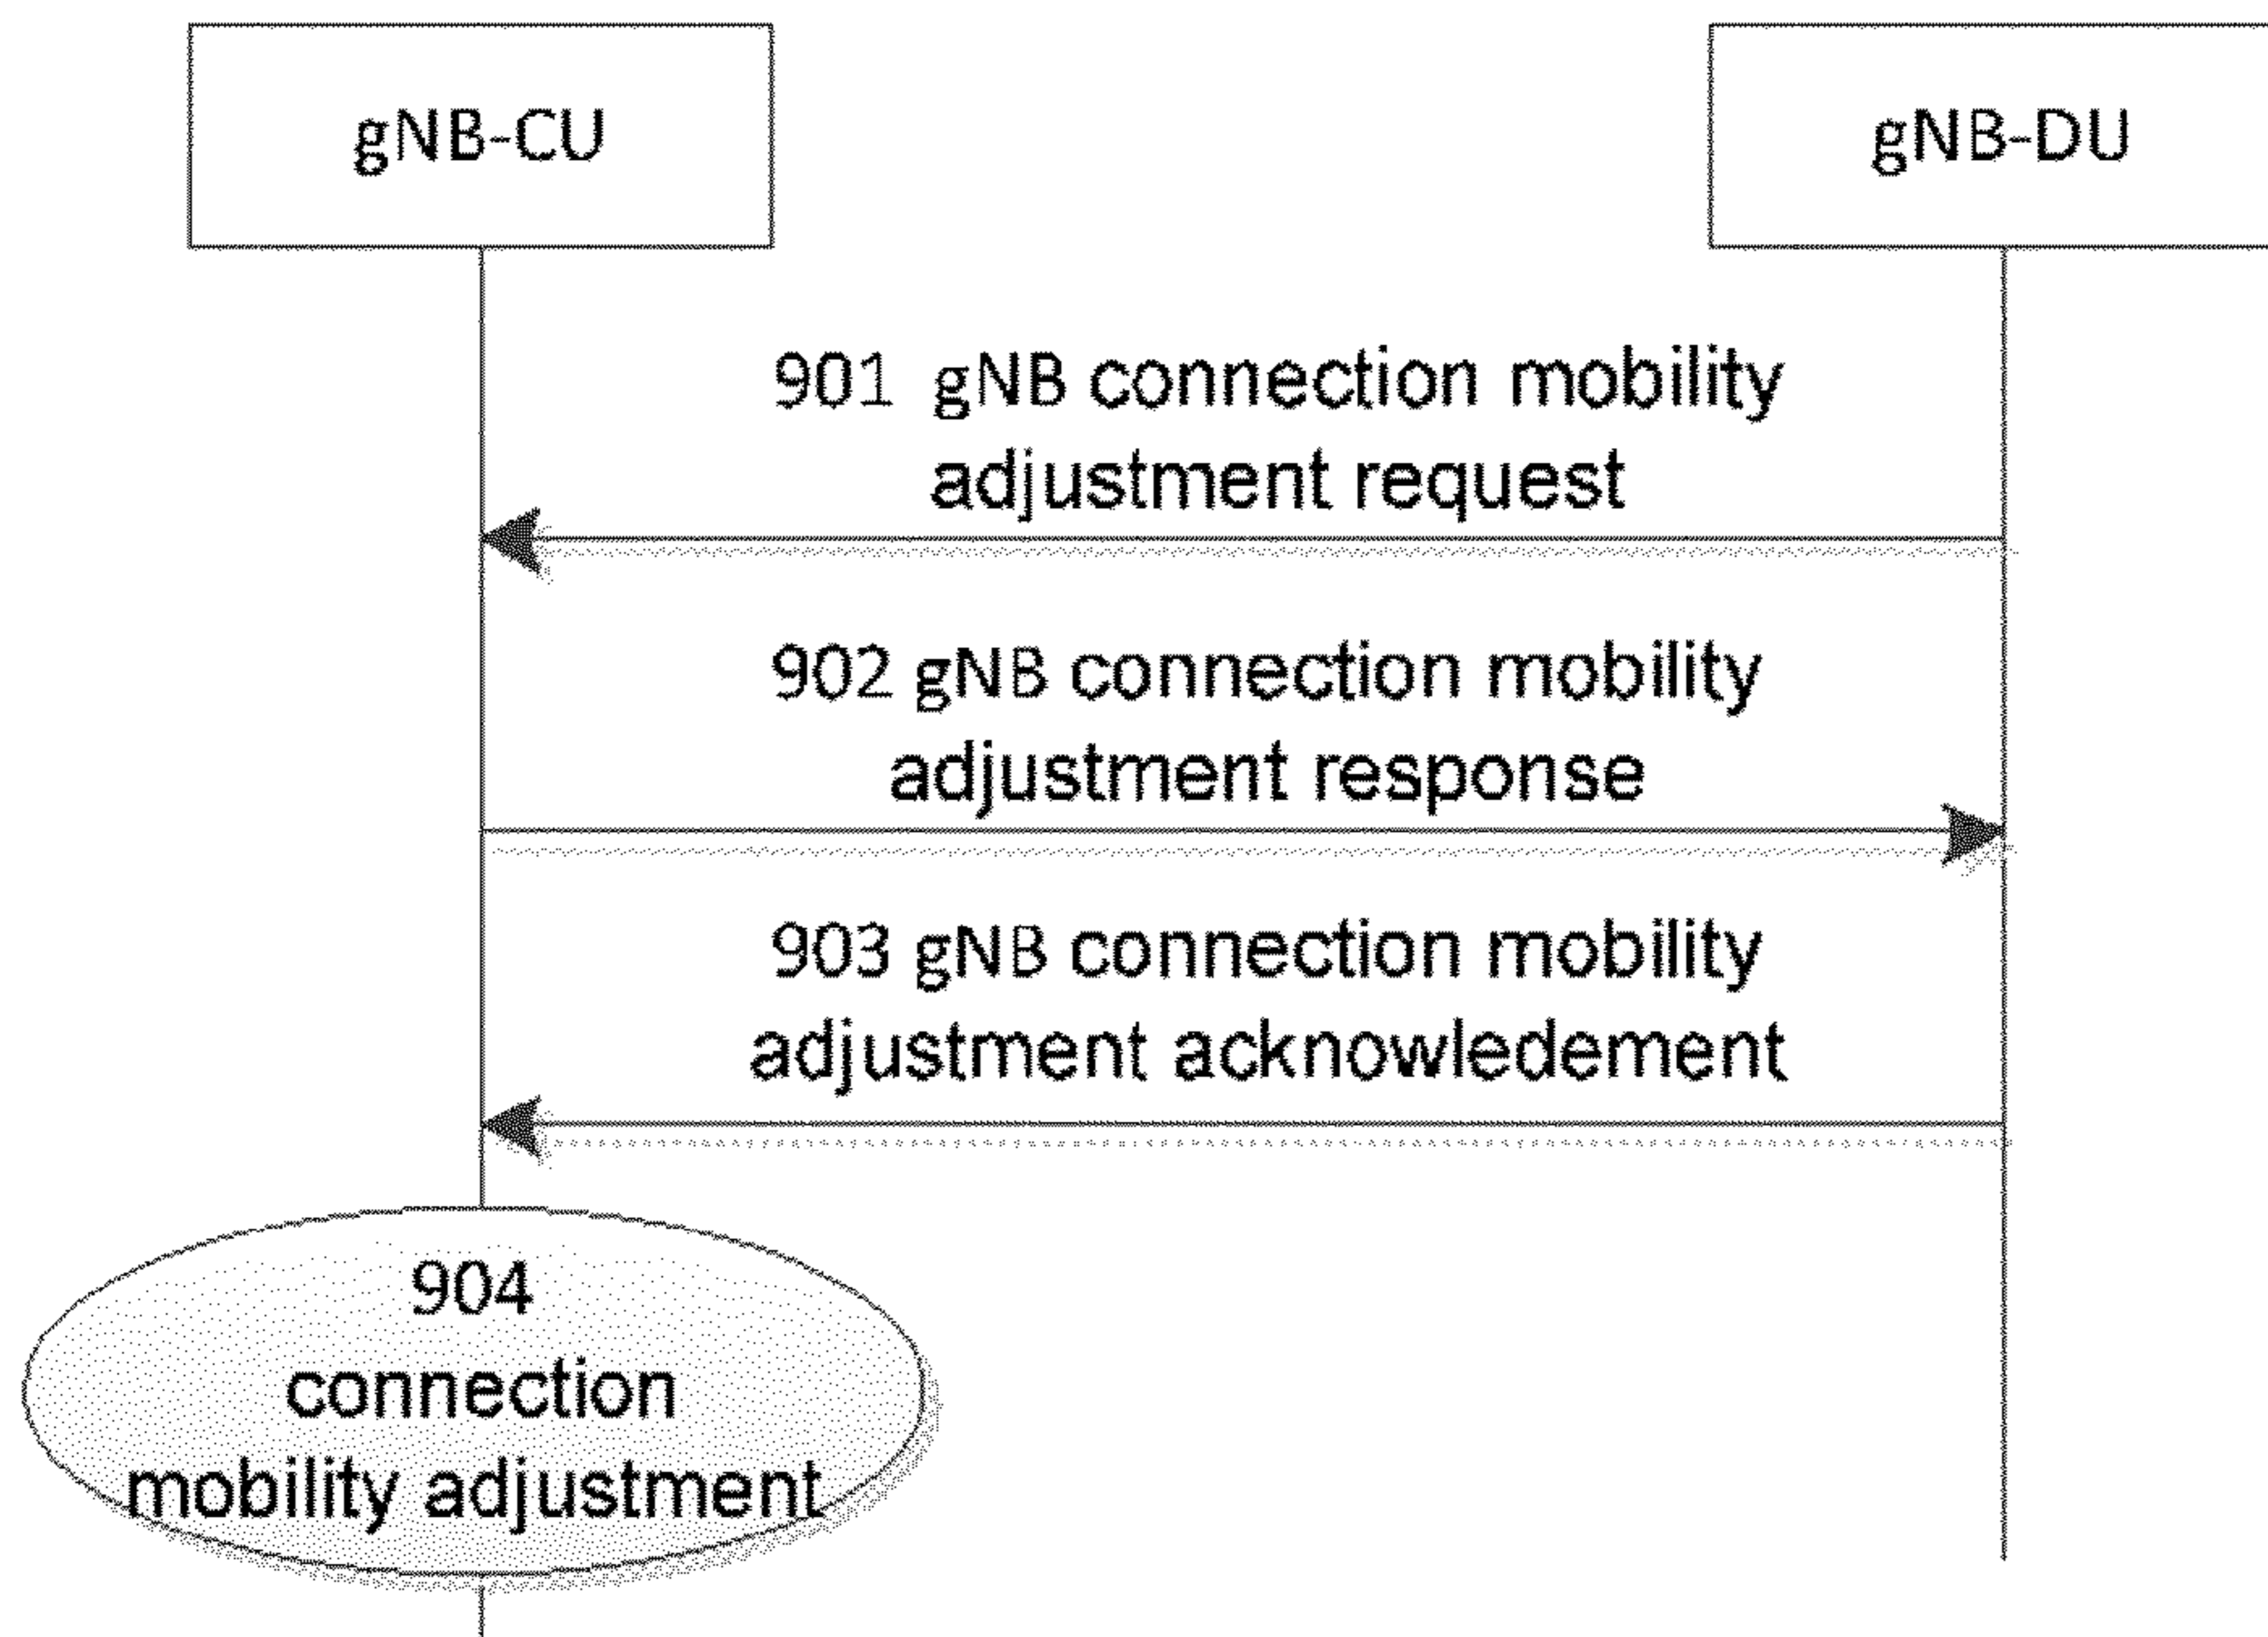 gNB-CU
gNB-DU
901 gNB connection mobility
adjustment request
902 gNB connection mobility
adjustment response
903 gNB connection mobility
adjustment acknowledement
904
connection
mobility adjustment